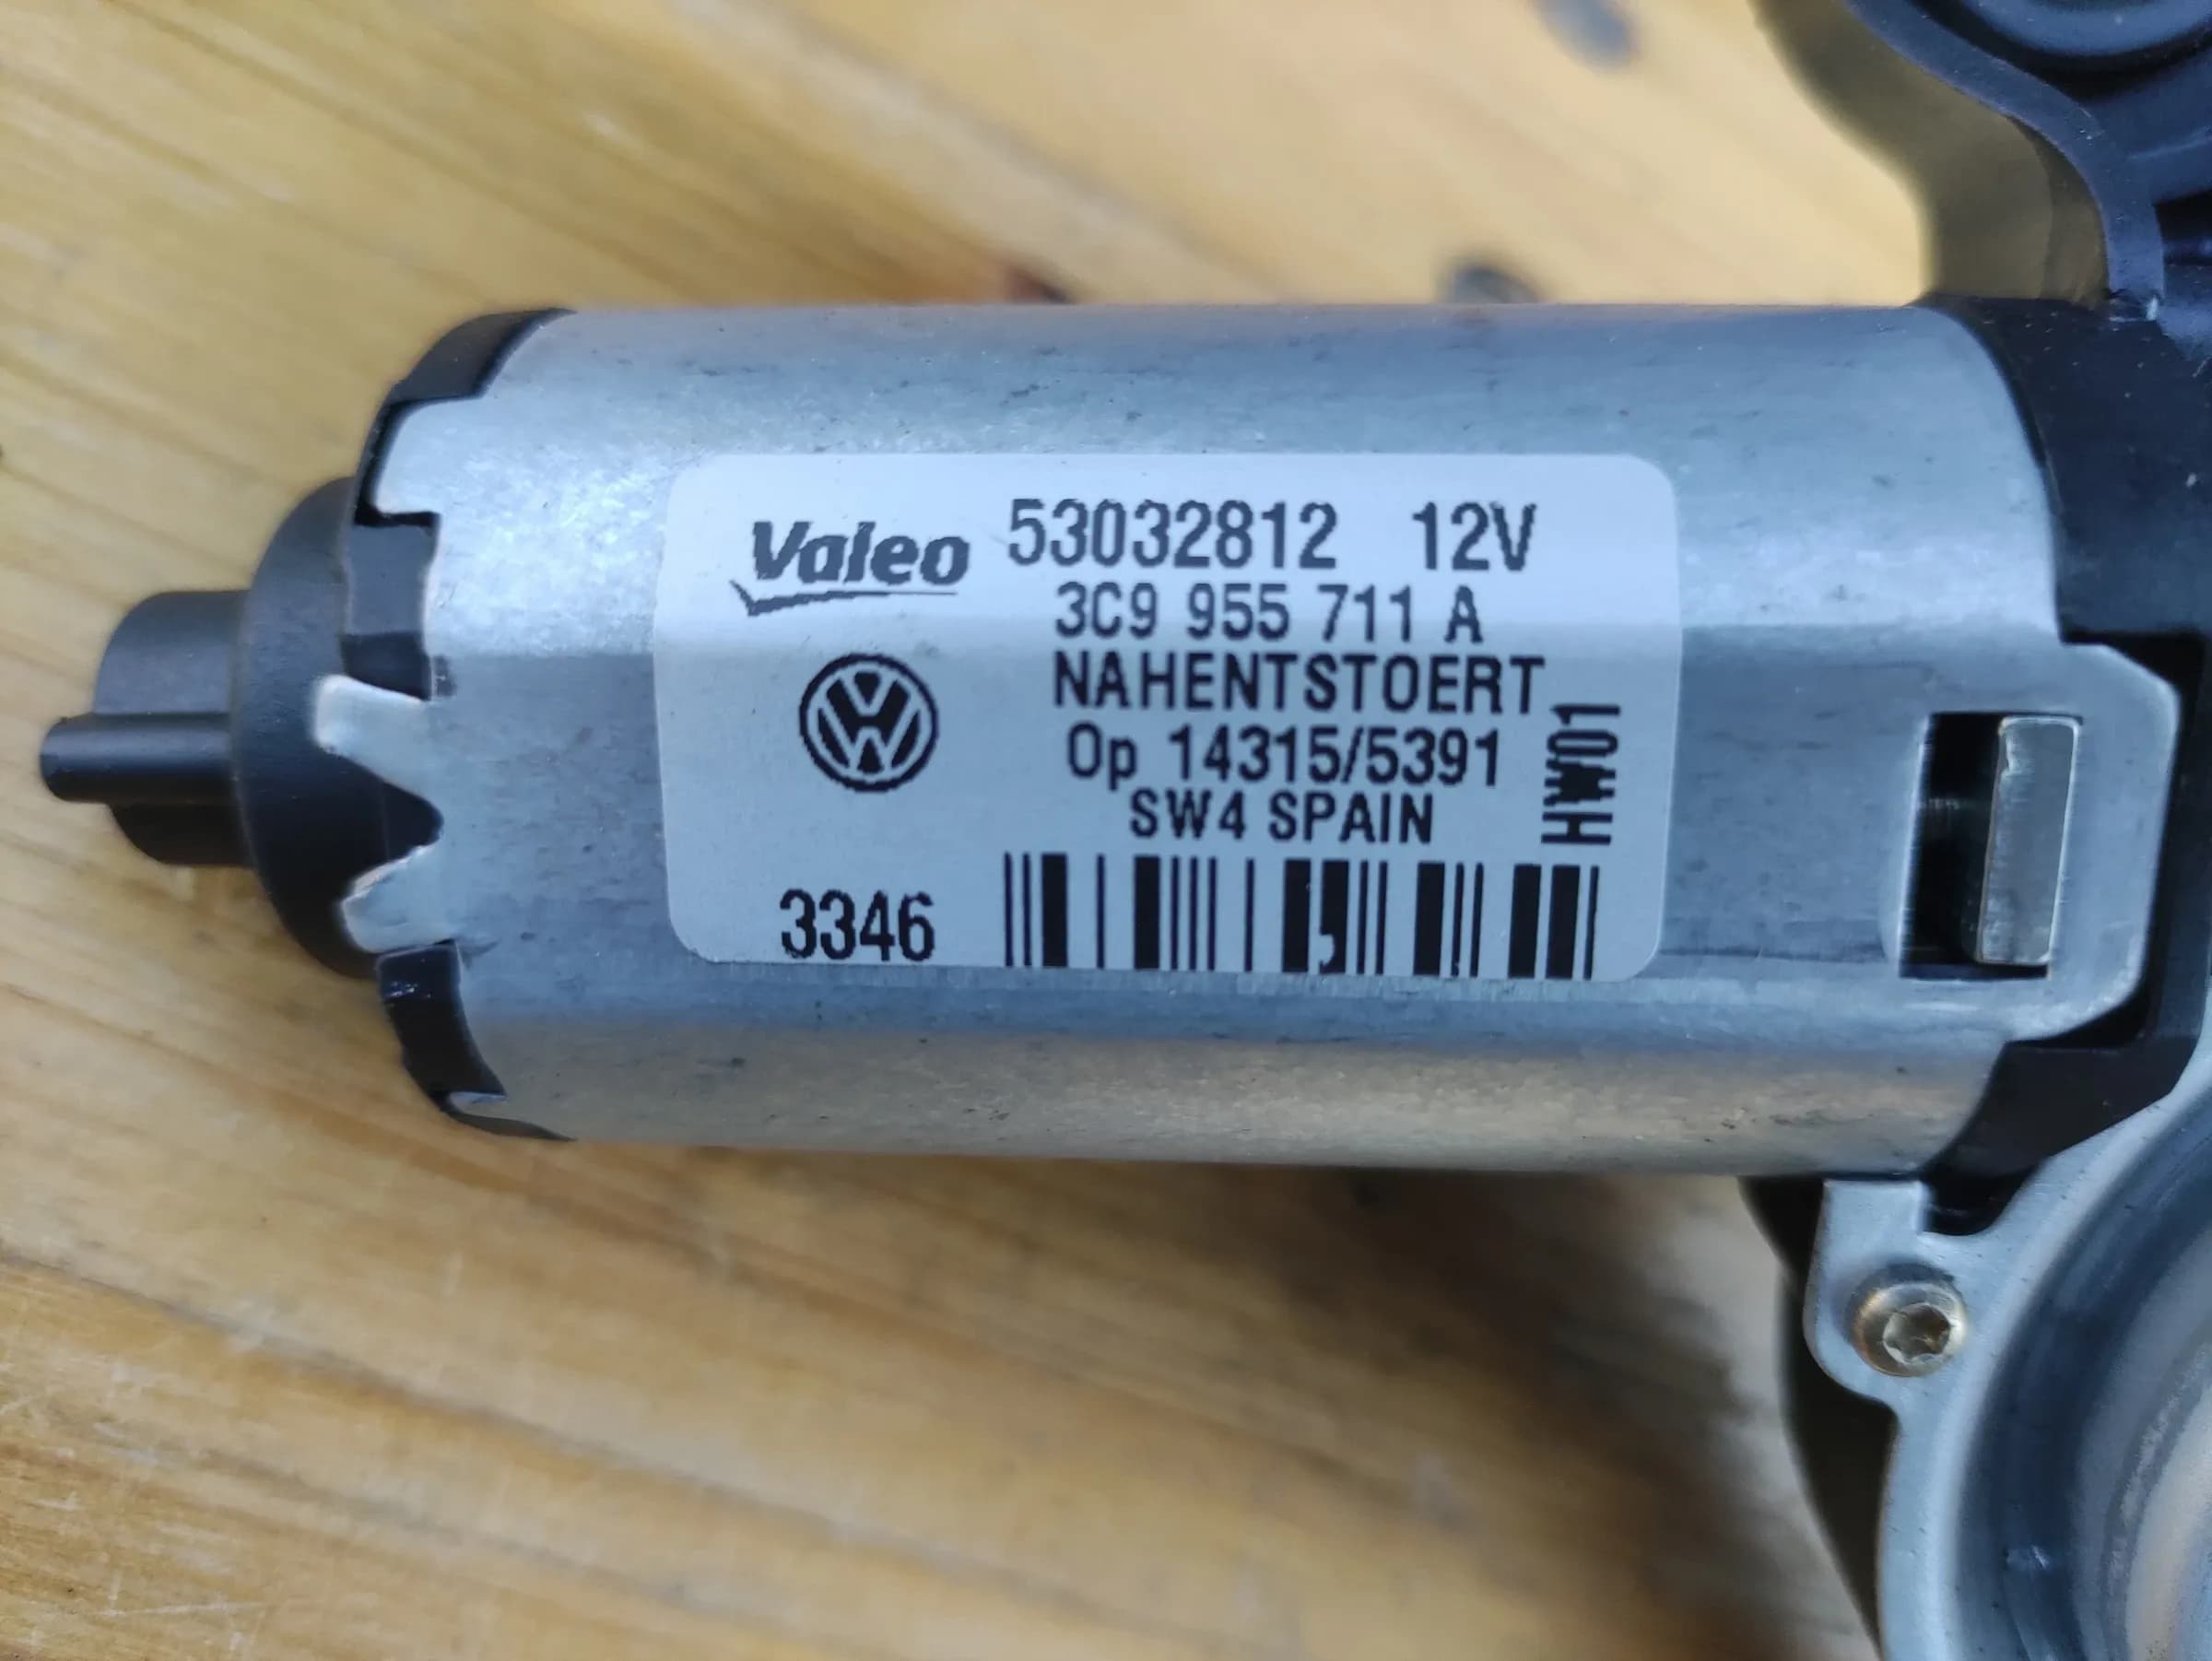 Valeo 53032812 12V
3C9 955 711 A
NAHENTSTOERT
Op 14315/5391
SW4 SPAIN
HW01
3346